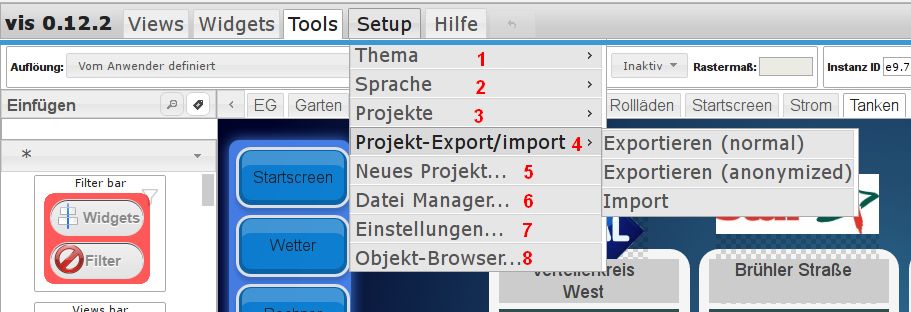 vis 0.12.2 Views Widgets Tools Setup Hilfe
Auflöung: Vom Anwender definiert
Inaktiv Rastermaß: Instanz ID e9.7
Einfügen
EG Garten
Rolläden Startscreen Strom Tanken
*
Filter bar
Widgets
Filter
Views bar
Startscreen
Wetter
Thema 1
Sprache 2
Projekte 3
Projekt-Export/import 4
Neues Projekt... 5
Datei Manager... 6
Einstellungen... 7
Objekt-Browser... 8
Exportieren (normal)
Exportieren (anonymized)
Import
West
Brühler Straße